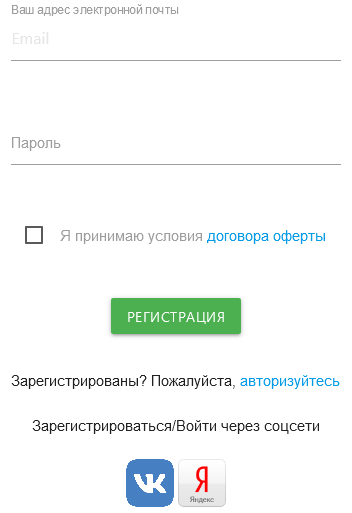 Ваш адрес электронной почты
Email
Пароль
Я принимаю условия договора оферты
РЕГИСТРАЦИЯ
Зарегистрированы? Пожалуйста, авторизуйтесь
Зарегистрироваться/Войти через соцсети
Я
Яндекс